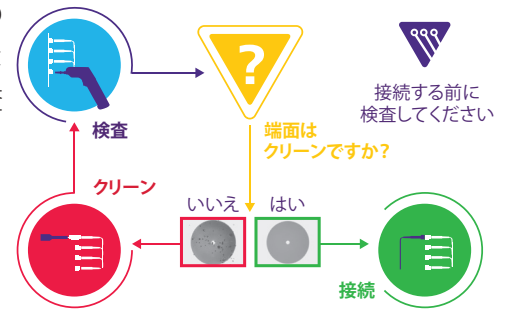 検査
?
端面は
クリーンですか?
接続する前に
検査してください
クリーン
いいえ
はい
接続